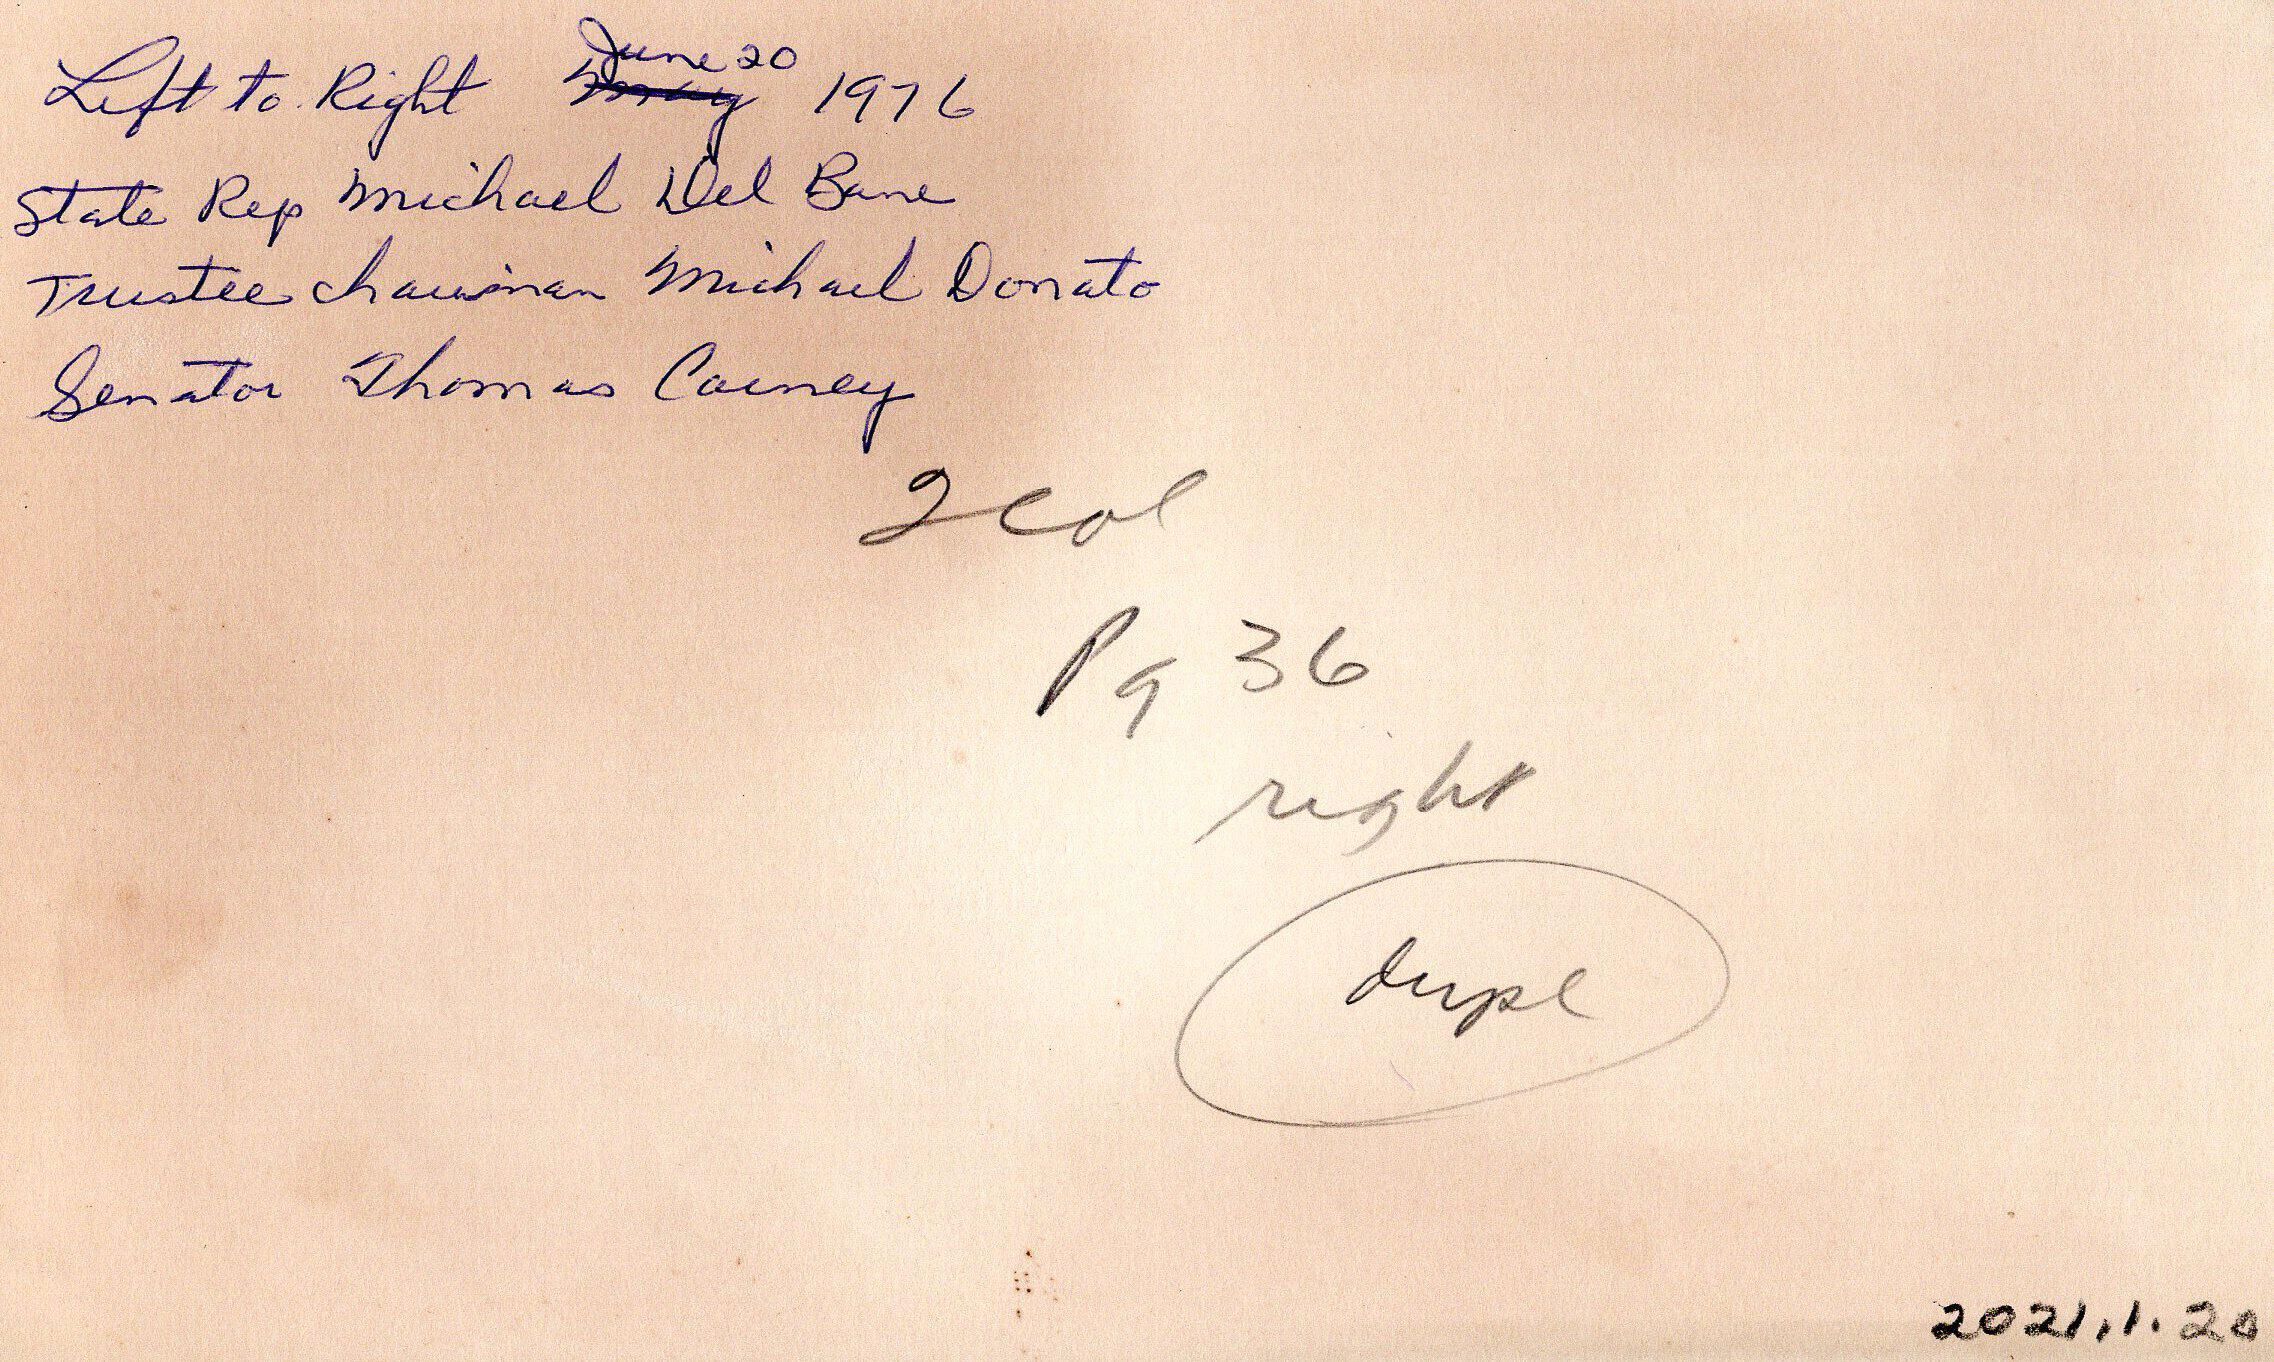 Left to Right June 20 1976
State Rep Michael Del Bane
Trustee chairman Michael Donato
Senator Thomas Carney
2 col
Pg 36
right
dupl
2021.1.20